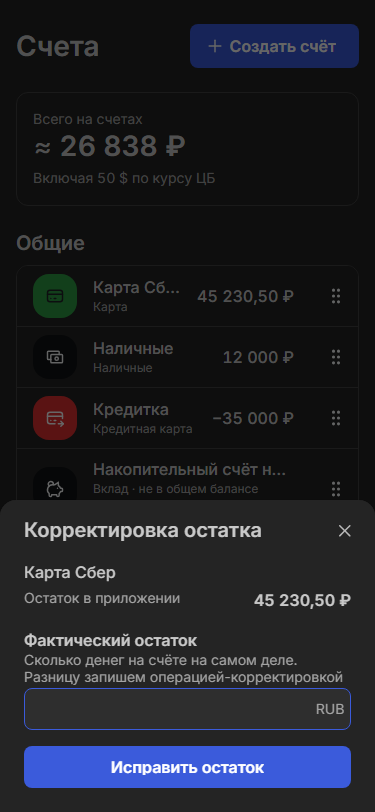 Счета
Создать счёт
Всего на счетах
≈ 26 838 ₽
Включая 50 $ по курсу ЦБ
Общие
Карта Сб...
Карта
45 230,50 ₽
Наличные
Наличные
12 000 ₽
Кредитка
Кредитная карта
−35 000 ₽
Накопительный счёт н...
Вклад · не в общем балансе
Корректировка остатка
Карта Сбер
Остаток в приложении
45 230,50 ₽
Фактический остаток
Сколько денег на счёте на самом деле.
Разницу запишем операцией-корректировкой
RUB
Исправить остаток